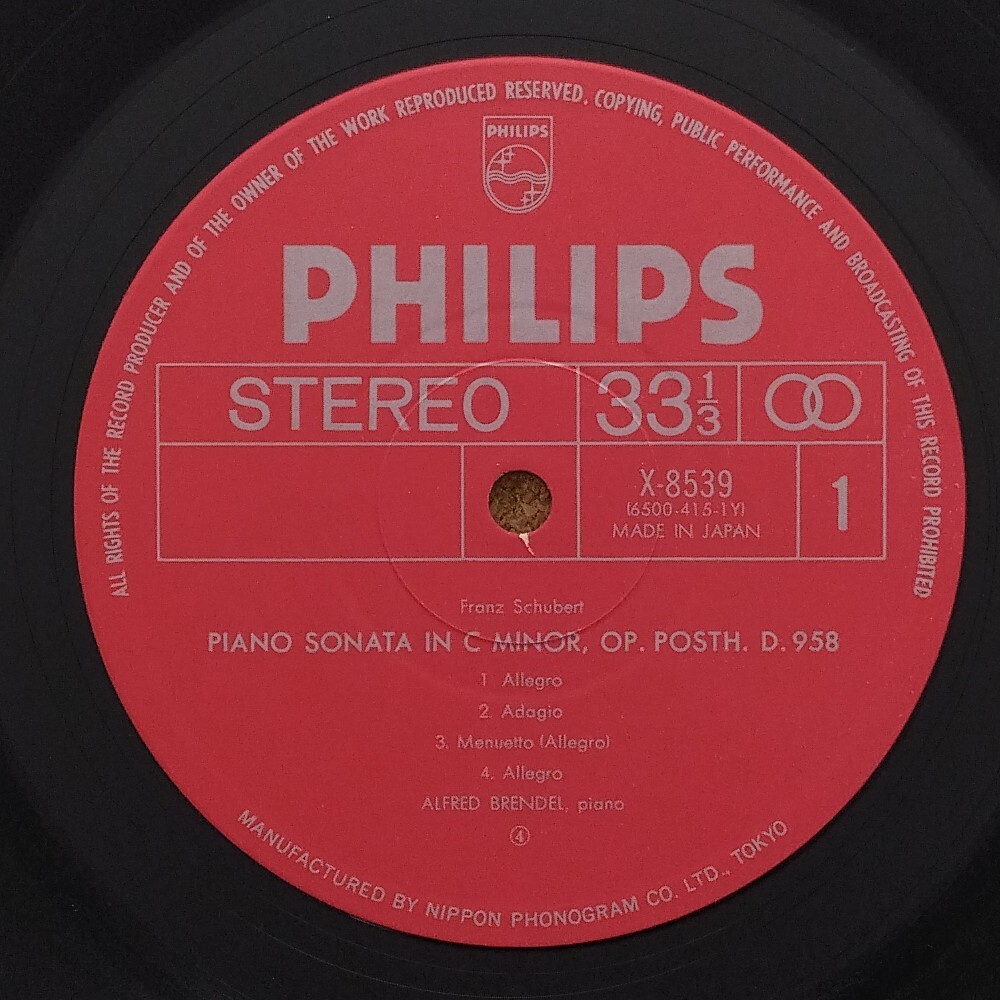 ALL RIGHTS OF THE RECORD PRODUCER AND OF THE OWNER OF THE WORK REPRODUCED RESERVED. COPYING, PUBLIC PERFORMANCE AND BROADCASTING OF THIS RECORD PROHIBITED
PHILIPS
PHILIPS
STEREO 33 1/3
X-8539 1
(6500-415-1Y)
MADE IN JAPAN
Franz Schubert
PIANO SONATA IN C MINOR, OP. POSTH. D. 958
1 Allegro
2. Adagio
3. Menuetto (Allegro)
4. Allegro
ALFRED BRENDEL, piano
④
MANUFACTURED BY NIPPON PHONOGRAM CO. LTD., TOKYO